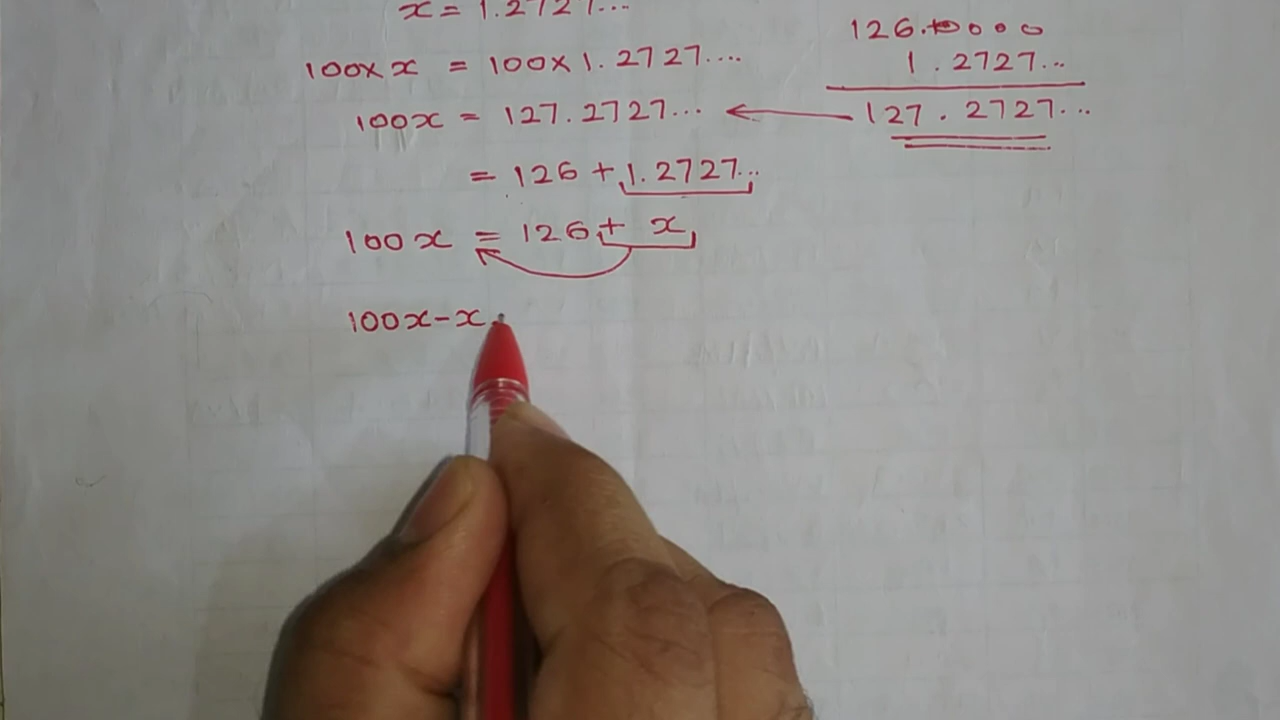 x = 1.2727...
100 x x = 100 x 1.2727....
100x = 127.2727...
= 126 + 1.2727...
100x = 126 + x
100x - x
126.0000
1.2727...
127.2727...